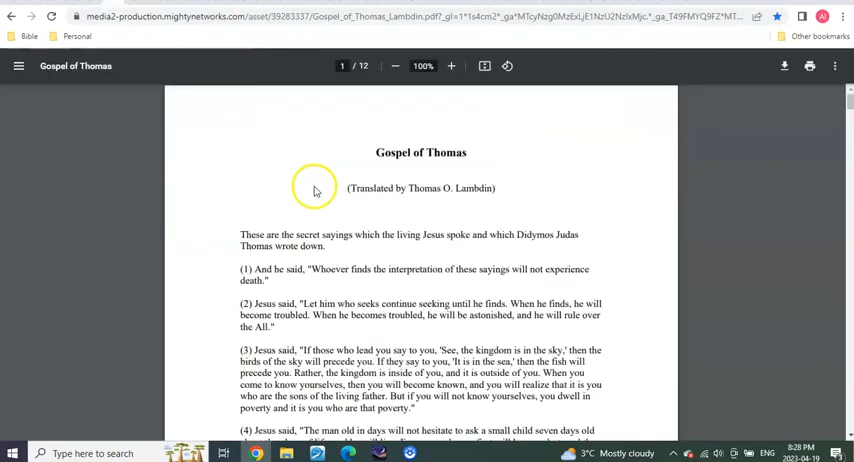 media2-production.mightynetworks.com/asset/39283337/Gospel_of_Thomas_Lambdin.pdf?_gl=1*1s4cm2*_ga*MTcyNzg0MzExLjE1NzU2NzIxMjc.*_ga_T49FMYQ9FZ*MT...
Bible Personal Other bookmarks
Gospel of Thomas 1 / 12 100%
Gospel of Thomas
(Translated by Thomas O. Lambdin)
These are the secret sayings which the living Jesus spoke and which Didymos Judas
Thomas wrote down.
(1) And he said, "Whoever finds the interpretation of these sayings will not experience
death."
(2) Jesus said, "Let him who seeks continue seeking until he finds. When he finds, he will
become troubled. When he becomes troubled, he will be astonished, and he will rule over
the All."
(3) Jesus said, "If those who lead you say to you, 'See, the kingdom is in the sky,' then the
birds of the sky will precede you. If they say to you, 'It is in the sea,' then the fish will
precede you. Rather, the kingdom is inside of you, and it is outside of you. When you
come to know yourselves, then you will become known, and you will realize that it is you
who are the sons of the living father. But if you will not know yourselves, you dwell in
poverty and it is you who are that poverty."
(4) Jesus said, "The man old in days will not hesitate to ask a small child seven days old
Type here to search 3°C Mostly cloudy ENG 8:28 PM
2023-04-19